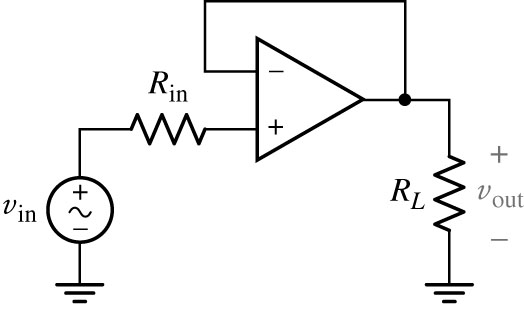 R_in
−
+
v_in
+
∼
−
R_L
+
v_out
−